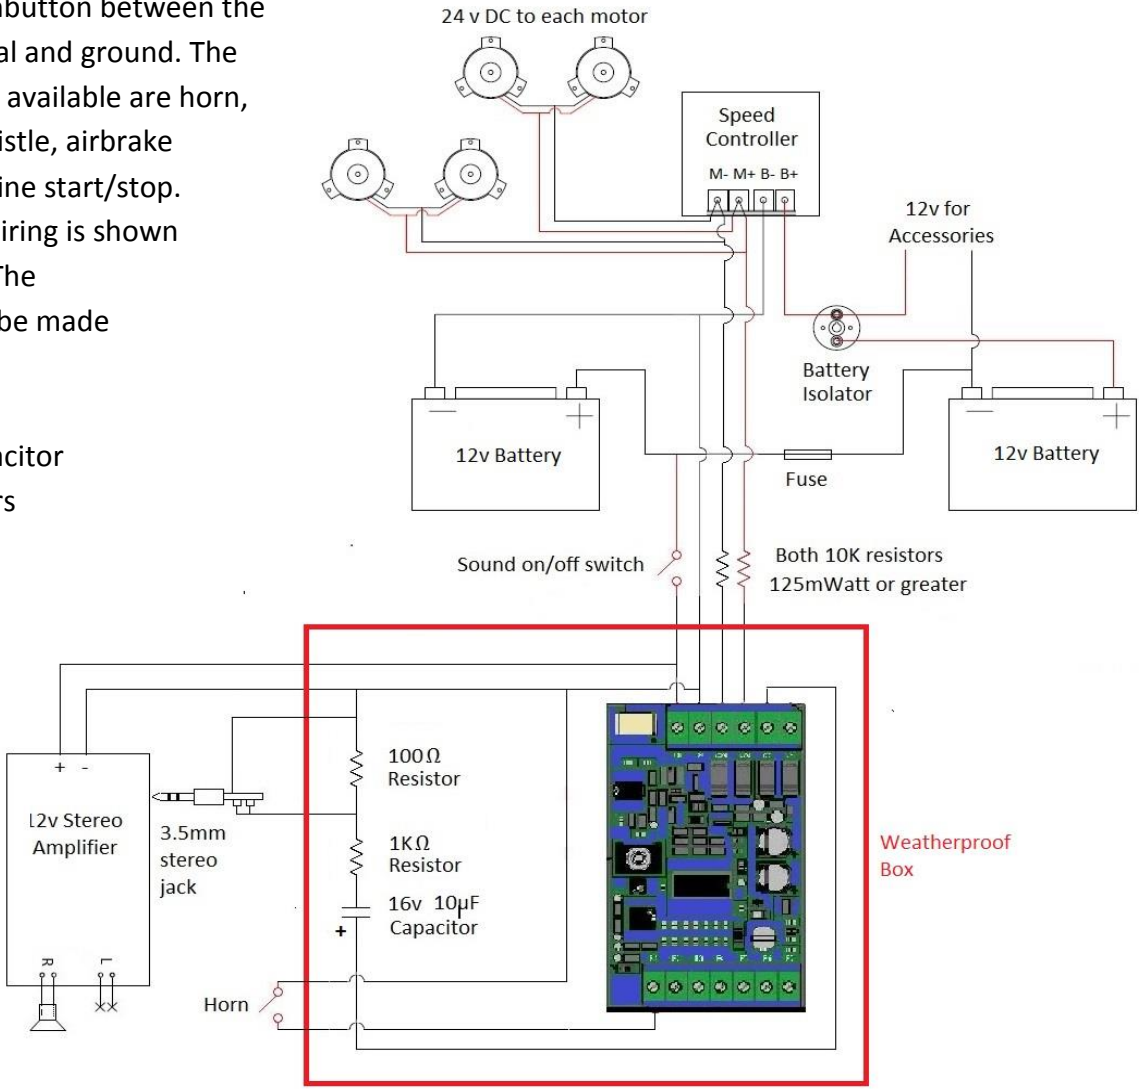 nbutton between the
al and ground. The
available are horn,
istle, airbrake
ine start/stop.
iring is shown
The
be made
acitor
rs
24 v DC to each motor
Speed
Controller
M- M+ B- B+
12v for
Accessories
Battery
Isolator
12v Battery
12v Battery
Fuse
Sound on/off switch
Both 10K resistors
125mWatt or greater
+ -
12v Stereo
Amplifier
3.5mm
stereo
jack
100Ω
Resistor
1KΩ
Resistor
16v 10µF
Capacitor
+
R L
Horn
Weatherproof
Box